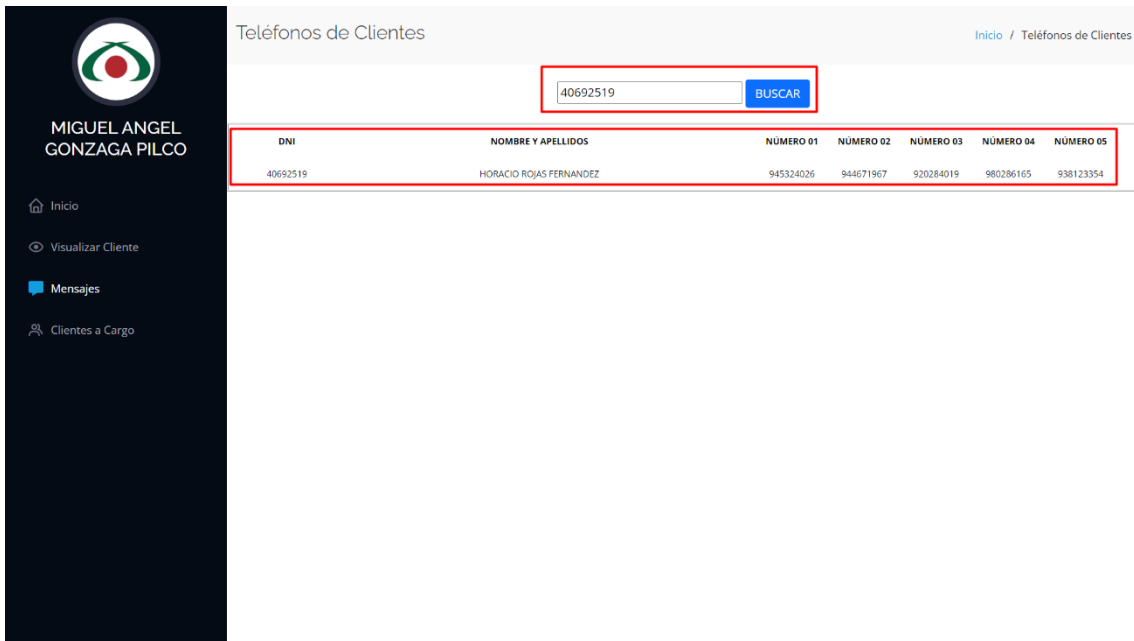 Teléfonos de Clientes
Inicio / Teléfonos de Clientes
40692519 BUSCAR
MIGUEL ANGEL
GONZAGA PILCO
DNI NOMBRE Y APELLIDOS NÚMERO 01 NÚMERO 02 NÚMERO 03 NÚMERO 04 NÚMERO 05
40692519 HORACIO ROJAS FERNANDEZ 945324026 944671967 920284019 980286165 938123354
Inicio
Visualizar Cliente
Mensajes
Clientes a Cargo